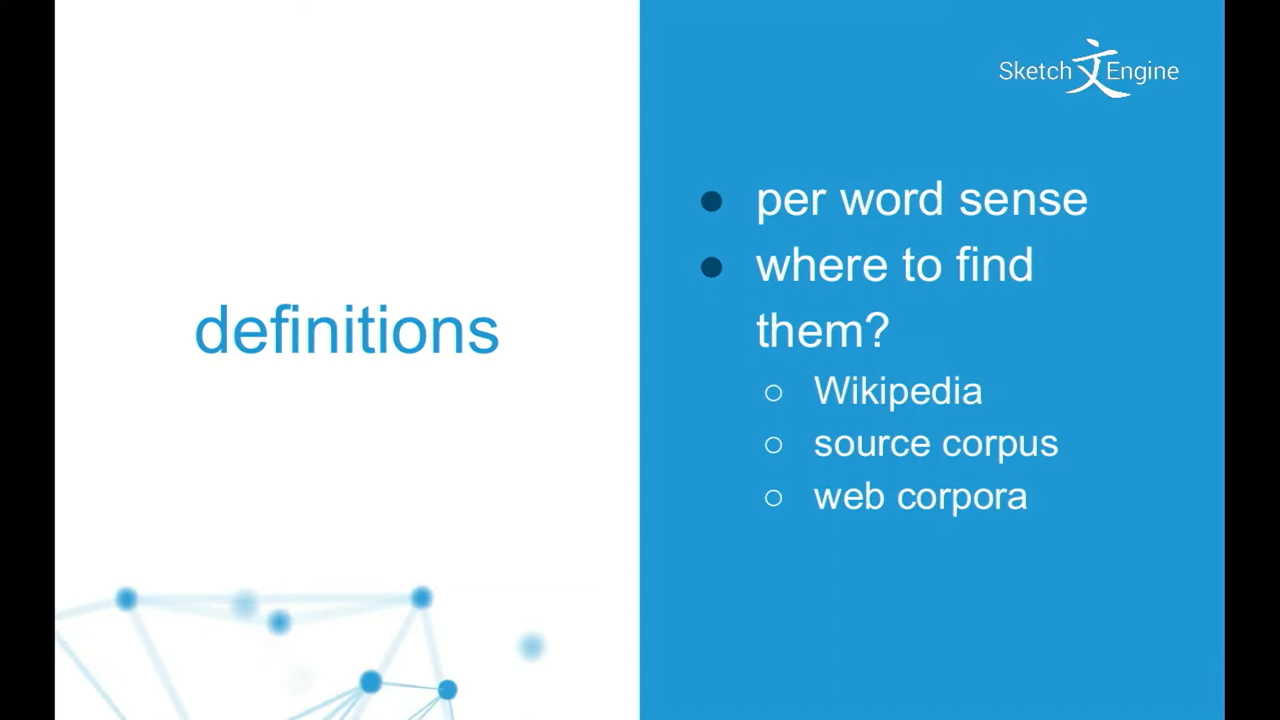 Sketch文Engine
definitions
● per word sense
● where to find
them?
○ Wikipedia
○ source corpus
○ web corpora